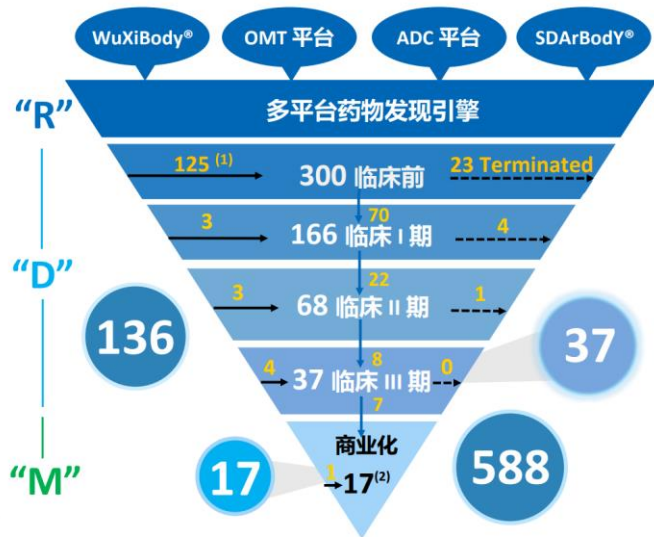 WuXiBody®
OMT 平台
ADC 平台
SDArBodY®
“R”
多平台药物发现引擎
125 (1)
300 临床前
23 Terminated
70
3
166 临床 I 期
4
“D”
22
3
68 临床 II 期
1
136
37
8
4
37 临床 III 期
0
7
商业化
“M”
17
1
17(2)
588